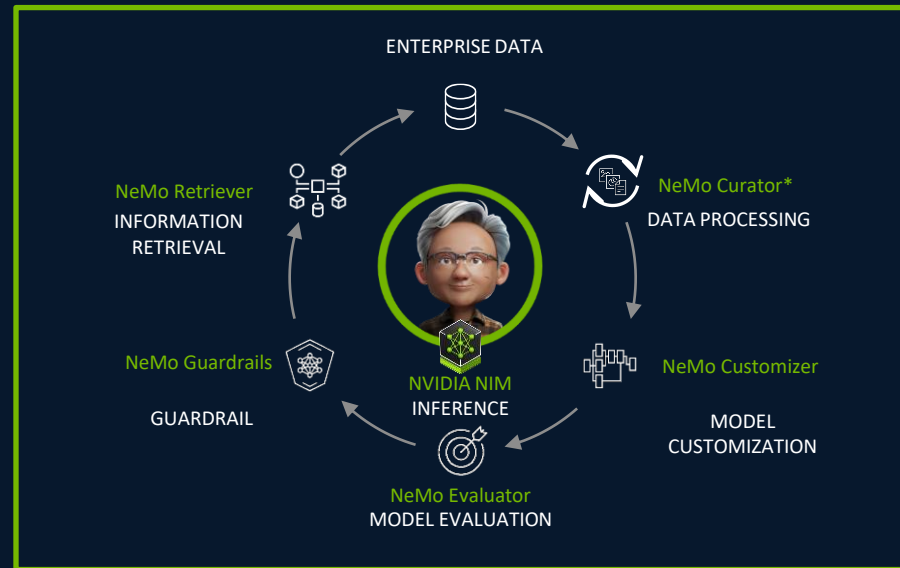 ENTERPRISE DATA
NeMo Curator*
DATA PROCESSING
NeMo Customizer
MODEL
CUSTOMIZATION
NeMo Evaluator
MODEL EVALUATION
NeMo Guardrails
GUARDRAIL
NeMo Retriever
INFORMATION
RETRIEVAL
NVIDIA NIM
INFERENCE